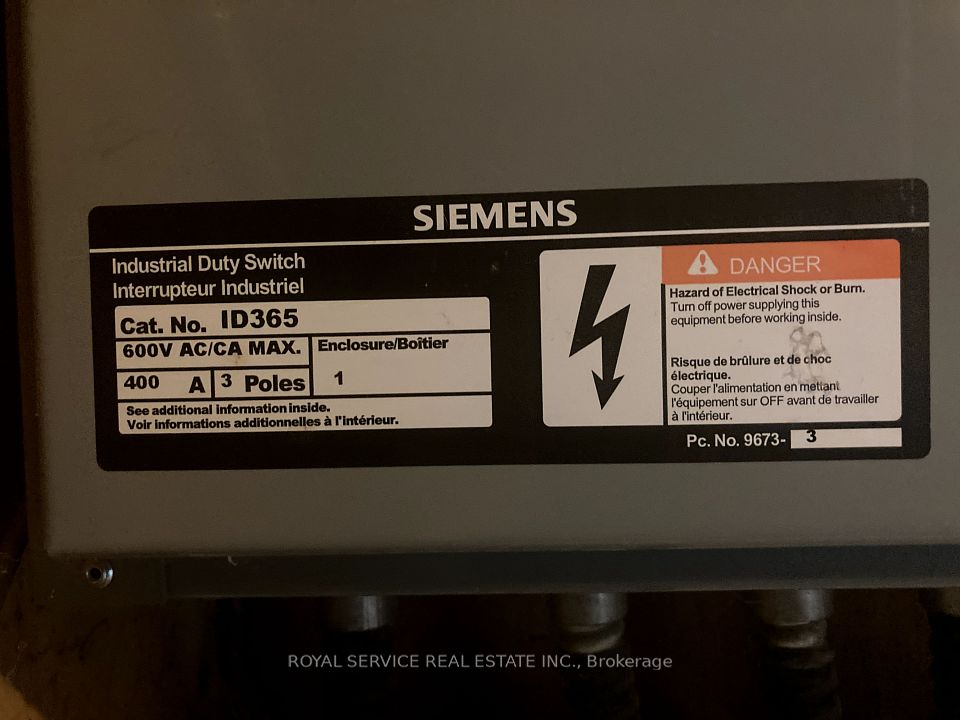 SIEMENS
Industrial Duty Switch
Interrupteur Industriel
Cat. No. ID365
600V AC/CA MAX.
Enclosure/Boîtier
400 A
3 Poles
1
See additional information inside.
Voir informations additionnelles à l'intérieur.
DANGER
Hazard of Electrical Shock or Burn.
Turn off power supplying this
equipment before working inside.
Risque de brûlure et de choc
électrique.
Couper l'alimentation en mettant
l'équipement sur OFF avant de travailler
à l'intérieur.
Pc. No. 9673- 3
ROYAL SERVICE REAL ESTATE INC., Brokerage